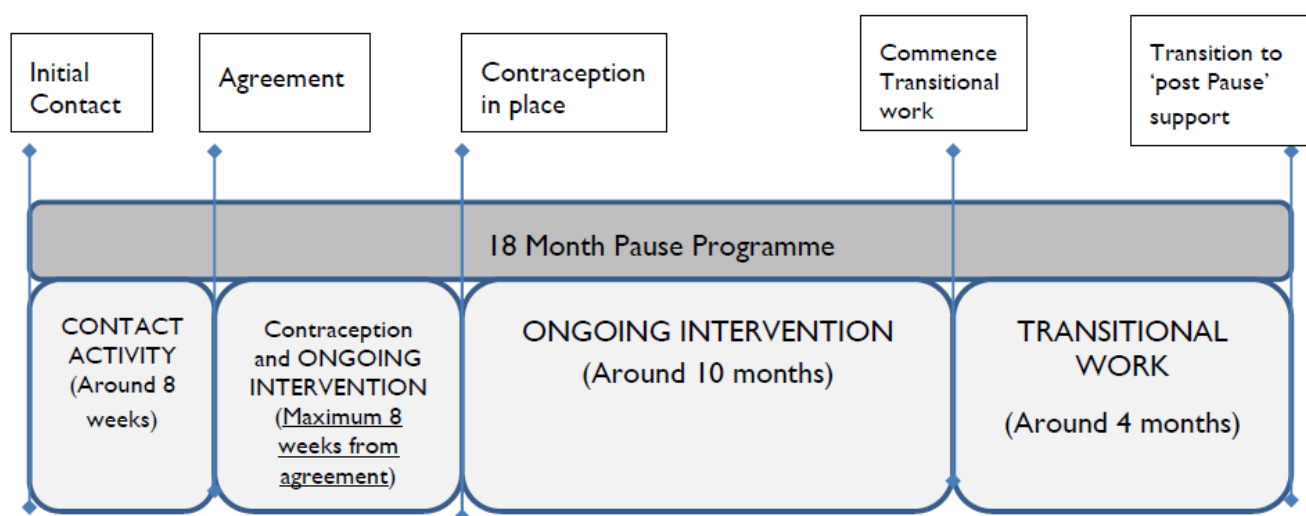 Initial
Contact
Agreement
Contraception
in place
Commence
Transitional
work
Transition to
‘post Pause’
support
18 Month Pause Programme
CONTACT
ACTIVITY
(Around 8
weeks)
Contraception
and ONGOING
INTERVENTION
(Maximum 8
weeks from
agreement)
ONGOING INTERVENTION
(Around 10 months)
TRANSITIONAL
WORK
(Around 4 months)